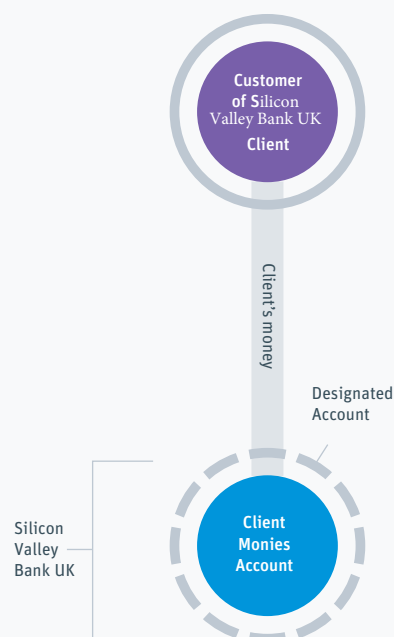 Customer
of Silicon
Valley Bank UK
Client
Client's money
Designated
Account
Client
Monies
Account
Silicon
Valley
Bank UK